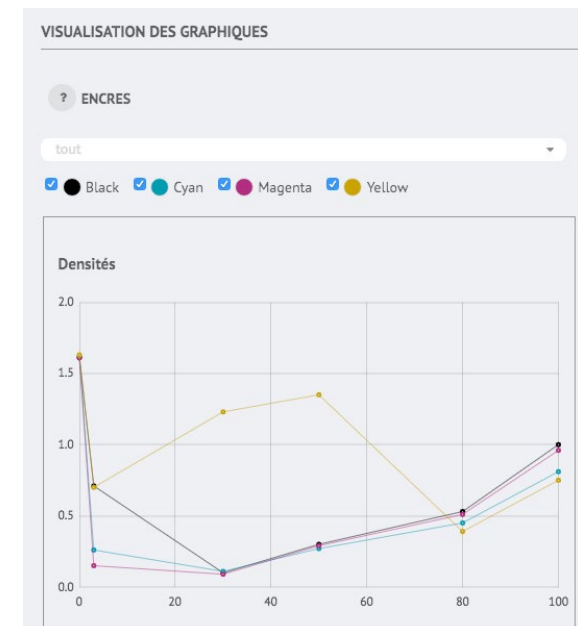 VISUALISATION DES GRAPHIQUES
? ENCRES
tout
Black Cyan Magenta Yellow
Densités
2.0
1.5
1.0
0.5
0.0
0 20 40 60 80 100